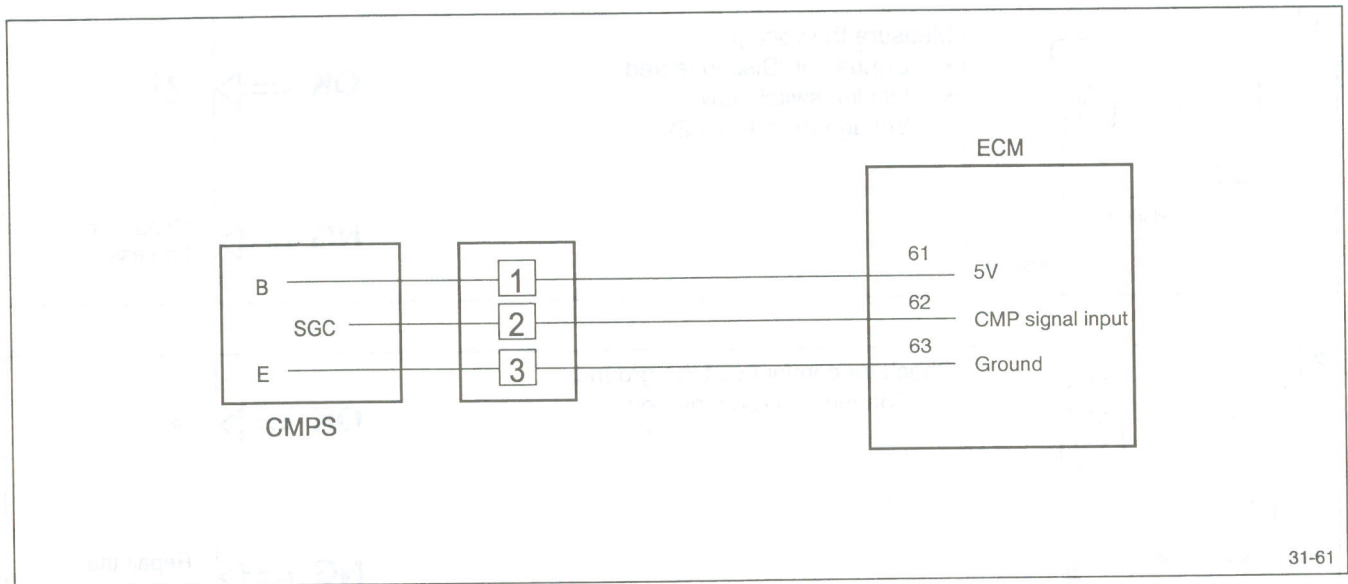 ECM
B
1
61
5V
SGC
2
62
CMP signal input
E
3
63
Ground
CMPS
31-61